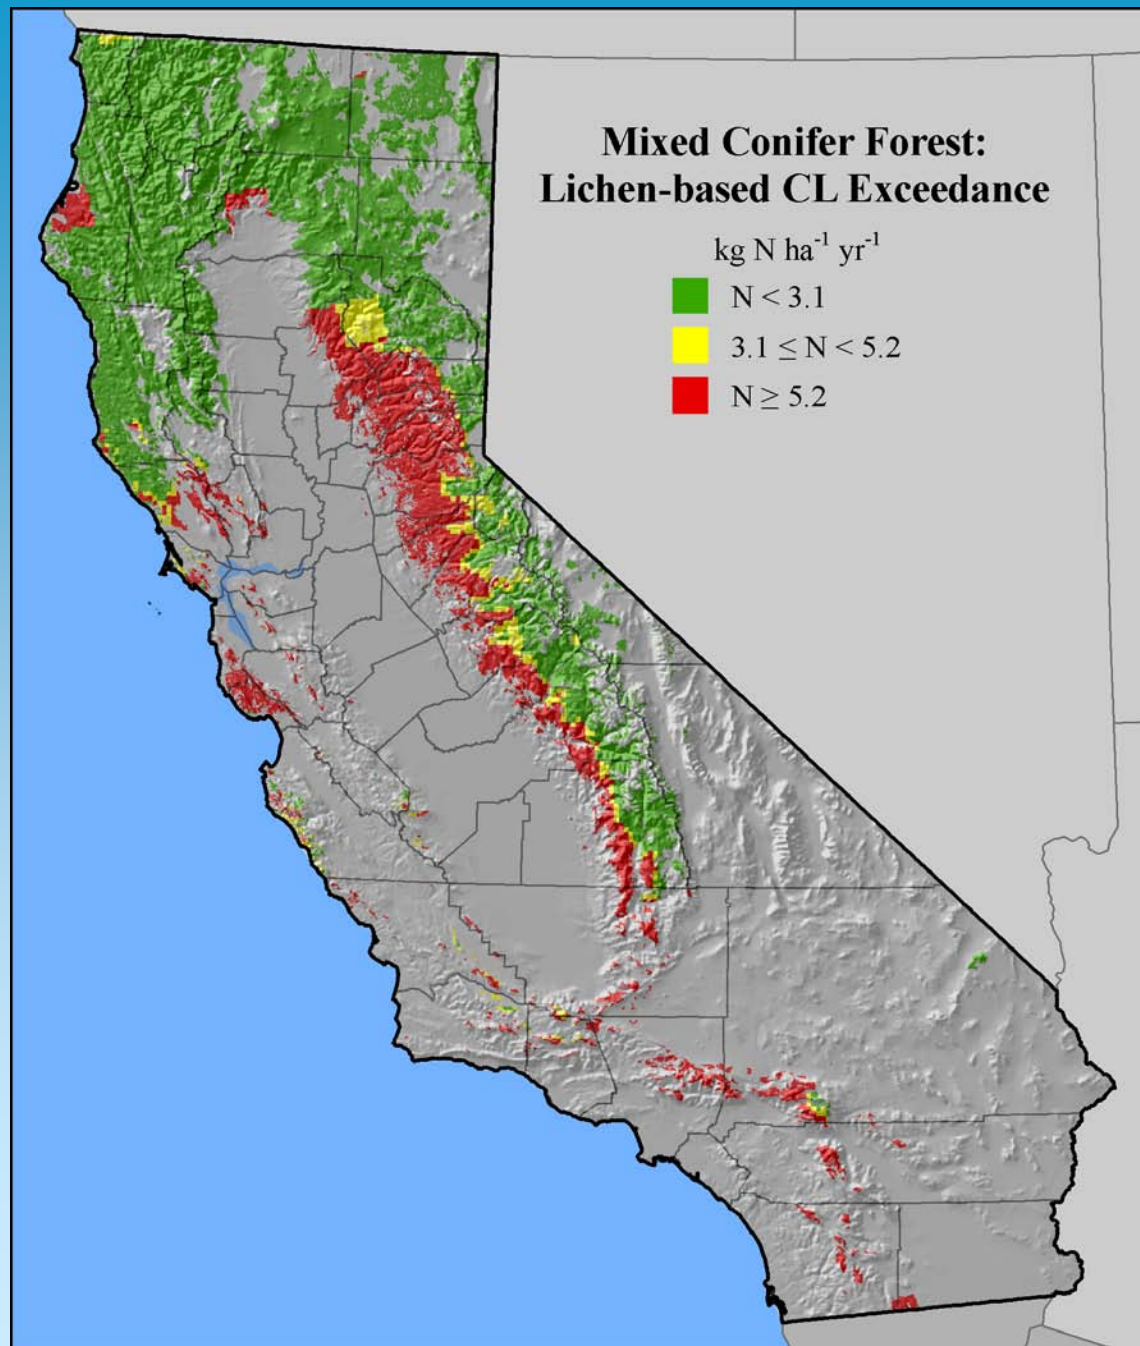 Mixed Conifer Forest:
Lichen-based CL Exceedance
kg N ha⁻¹ yr⁻¹
N < 3.1
3.1 ≤ N < 5.2
N ≥ 5.2